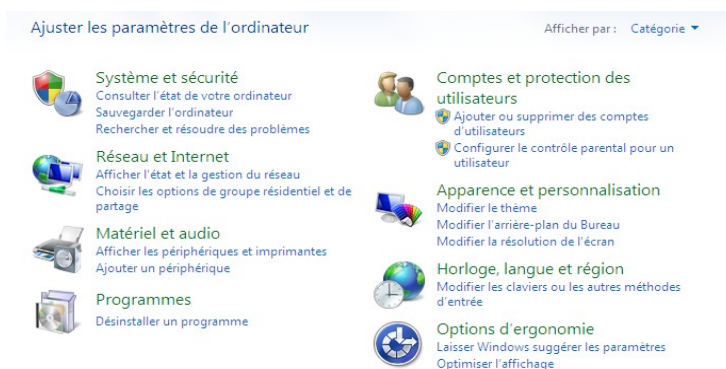 Ajuster les paramètres de l'ordinateur
Afficher par : Catégorie
Système et sécurité
Consulter l'état de votre ordinateur
Sauvegarder l'ordinateur
Rechercher et résoudre des problèmes
Réseau et Internet
Afficher l'état et la gestion du réseau
Choisir les options de groupe résidentiel et de
partage
Matériel et audio
Afficher les périphériques et imprimantes
Ajouter un périphérique
Programmes
Désinstaller un programme
Comptes et protection des
utilisateurs
Ajouter ou supprimer des comptes
d'utilisateurs
Configurer le contrôle parental pour un
utilisateur
Apparence et personnalisation
Modifier le thème
Modifier l'arrière-plan du Bureau
Modifier la résolution de l'écran
Horloge, langue et région
Modifier les claviers ou les autres méthodes
d'entrée
Options d'ergonomie
Laisser Windows suggérer les paramètres
Optimiser l'affichage